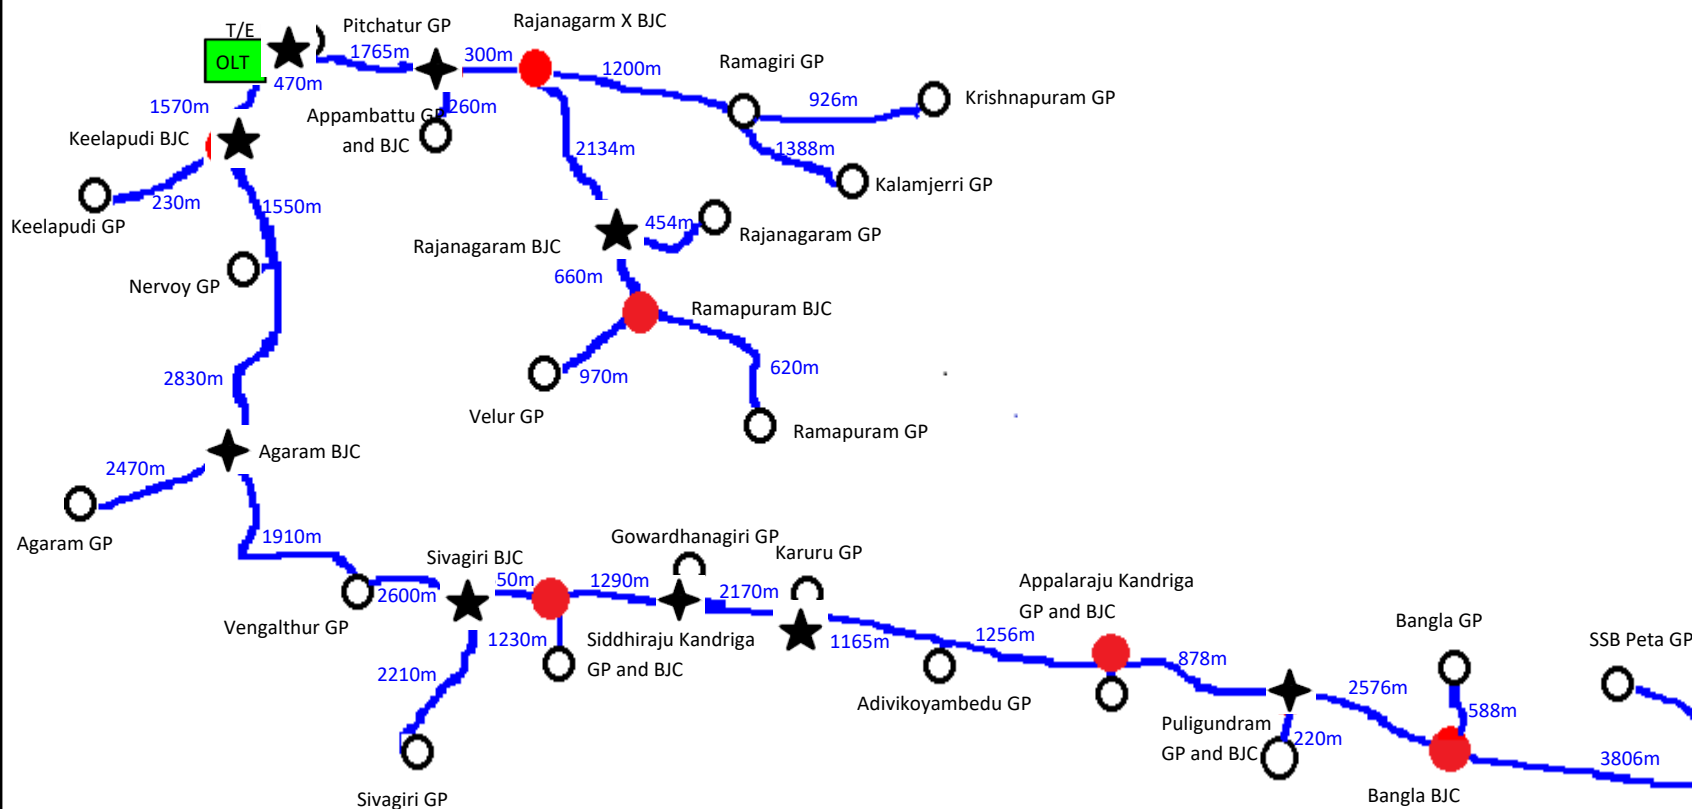 T/E
Pitchatur GP
Rajanagarm X BJC
OLT
1765m
300m
470m
1200m
Ramagiri GP
926m
Krishnapuram GP
1570m
Appambattu GP
and BJC
260m
Keelapudi BJC
2134m
1388m
Kalamjerri GP
230m
Keelapudi GP
1550m
454m
Rajanagaram GP
Rajanagaram BJC
Nervoy GP
660m
Ramapuram BJC
2830m
970m
620m
Velur GP
Ramapuram GP
Agaram BJC
2470m
Agaram GP
1910m
Gowardhanagiri GP
Karuru GP
Sivagiri BJC
50m
1290m
2170m
2600m
Vengalthur GP
1230m
Siddhiraju Kandriga
GP and BJC
1165m
1256m
Appalaraju Kandriga
GP and BJC
Bangla GP
SSB Peta GP
878m
2210m
Adivikoyambedu GP
2576m
588m
Puligundram
GP and BJC
220m
3806m
Sivagiri GP
Bangla BJC